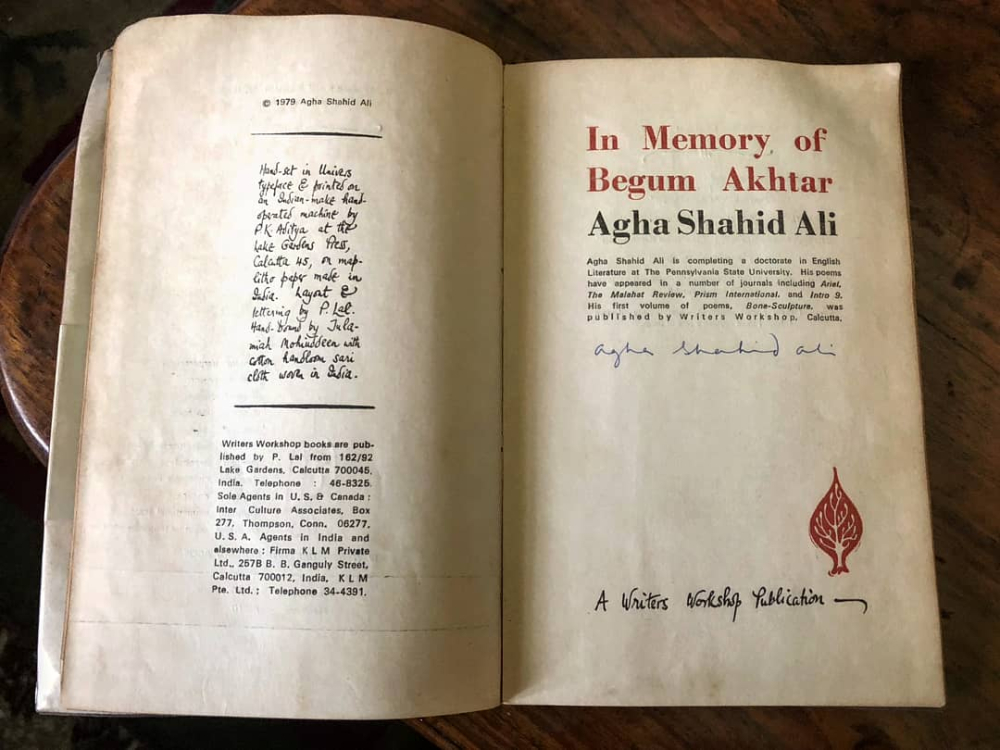 © 1979 Agha Shahid Ali
Hand-set in Univers
typeface & printed on
an Indian-make hand-
operated machine by
P.K. Aditya at the
Lake Gardens Press,
Calcutta 45, on map-
litho paper made in
India. Layout &
lettering by P. Lal.
Hand-bound by Tula-
miah Mohiuddeen with
cotton handloom sari
cloth woven in India.
Writers Workshop books are pub-
lished by P. Lal from 162/92
Lake Gardens, Calcutta 700045,
India. Telephone : 46-8325.
Sole Agents in U. S. & Canada :
Inter Culture Associates, Box
277, Thompson, Conn. 06277,
U. S. A. Agents in India and
elsewhere : Firma K L M Private
Ltd., 257B B. B. Ganguly Street,
Calcutta 700012, India, K L M
Pte. Ltd. : Telephone 34-4391.
In Memory of
Begum Akhtar
Agha Shahid Ali
Agha Shahid Ali is completing a doctorate in English
Literature at The Pennsylvania State University. His poems
have appeared in a number of journals including Ariel,
The Malahat Review, Prism International, and Intro 9.
His first volume of poems, Bone-Sculpture, was
published by Writers Workshop, Calcutta.
agha shahid ali
A Writers Workshop Publication